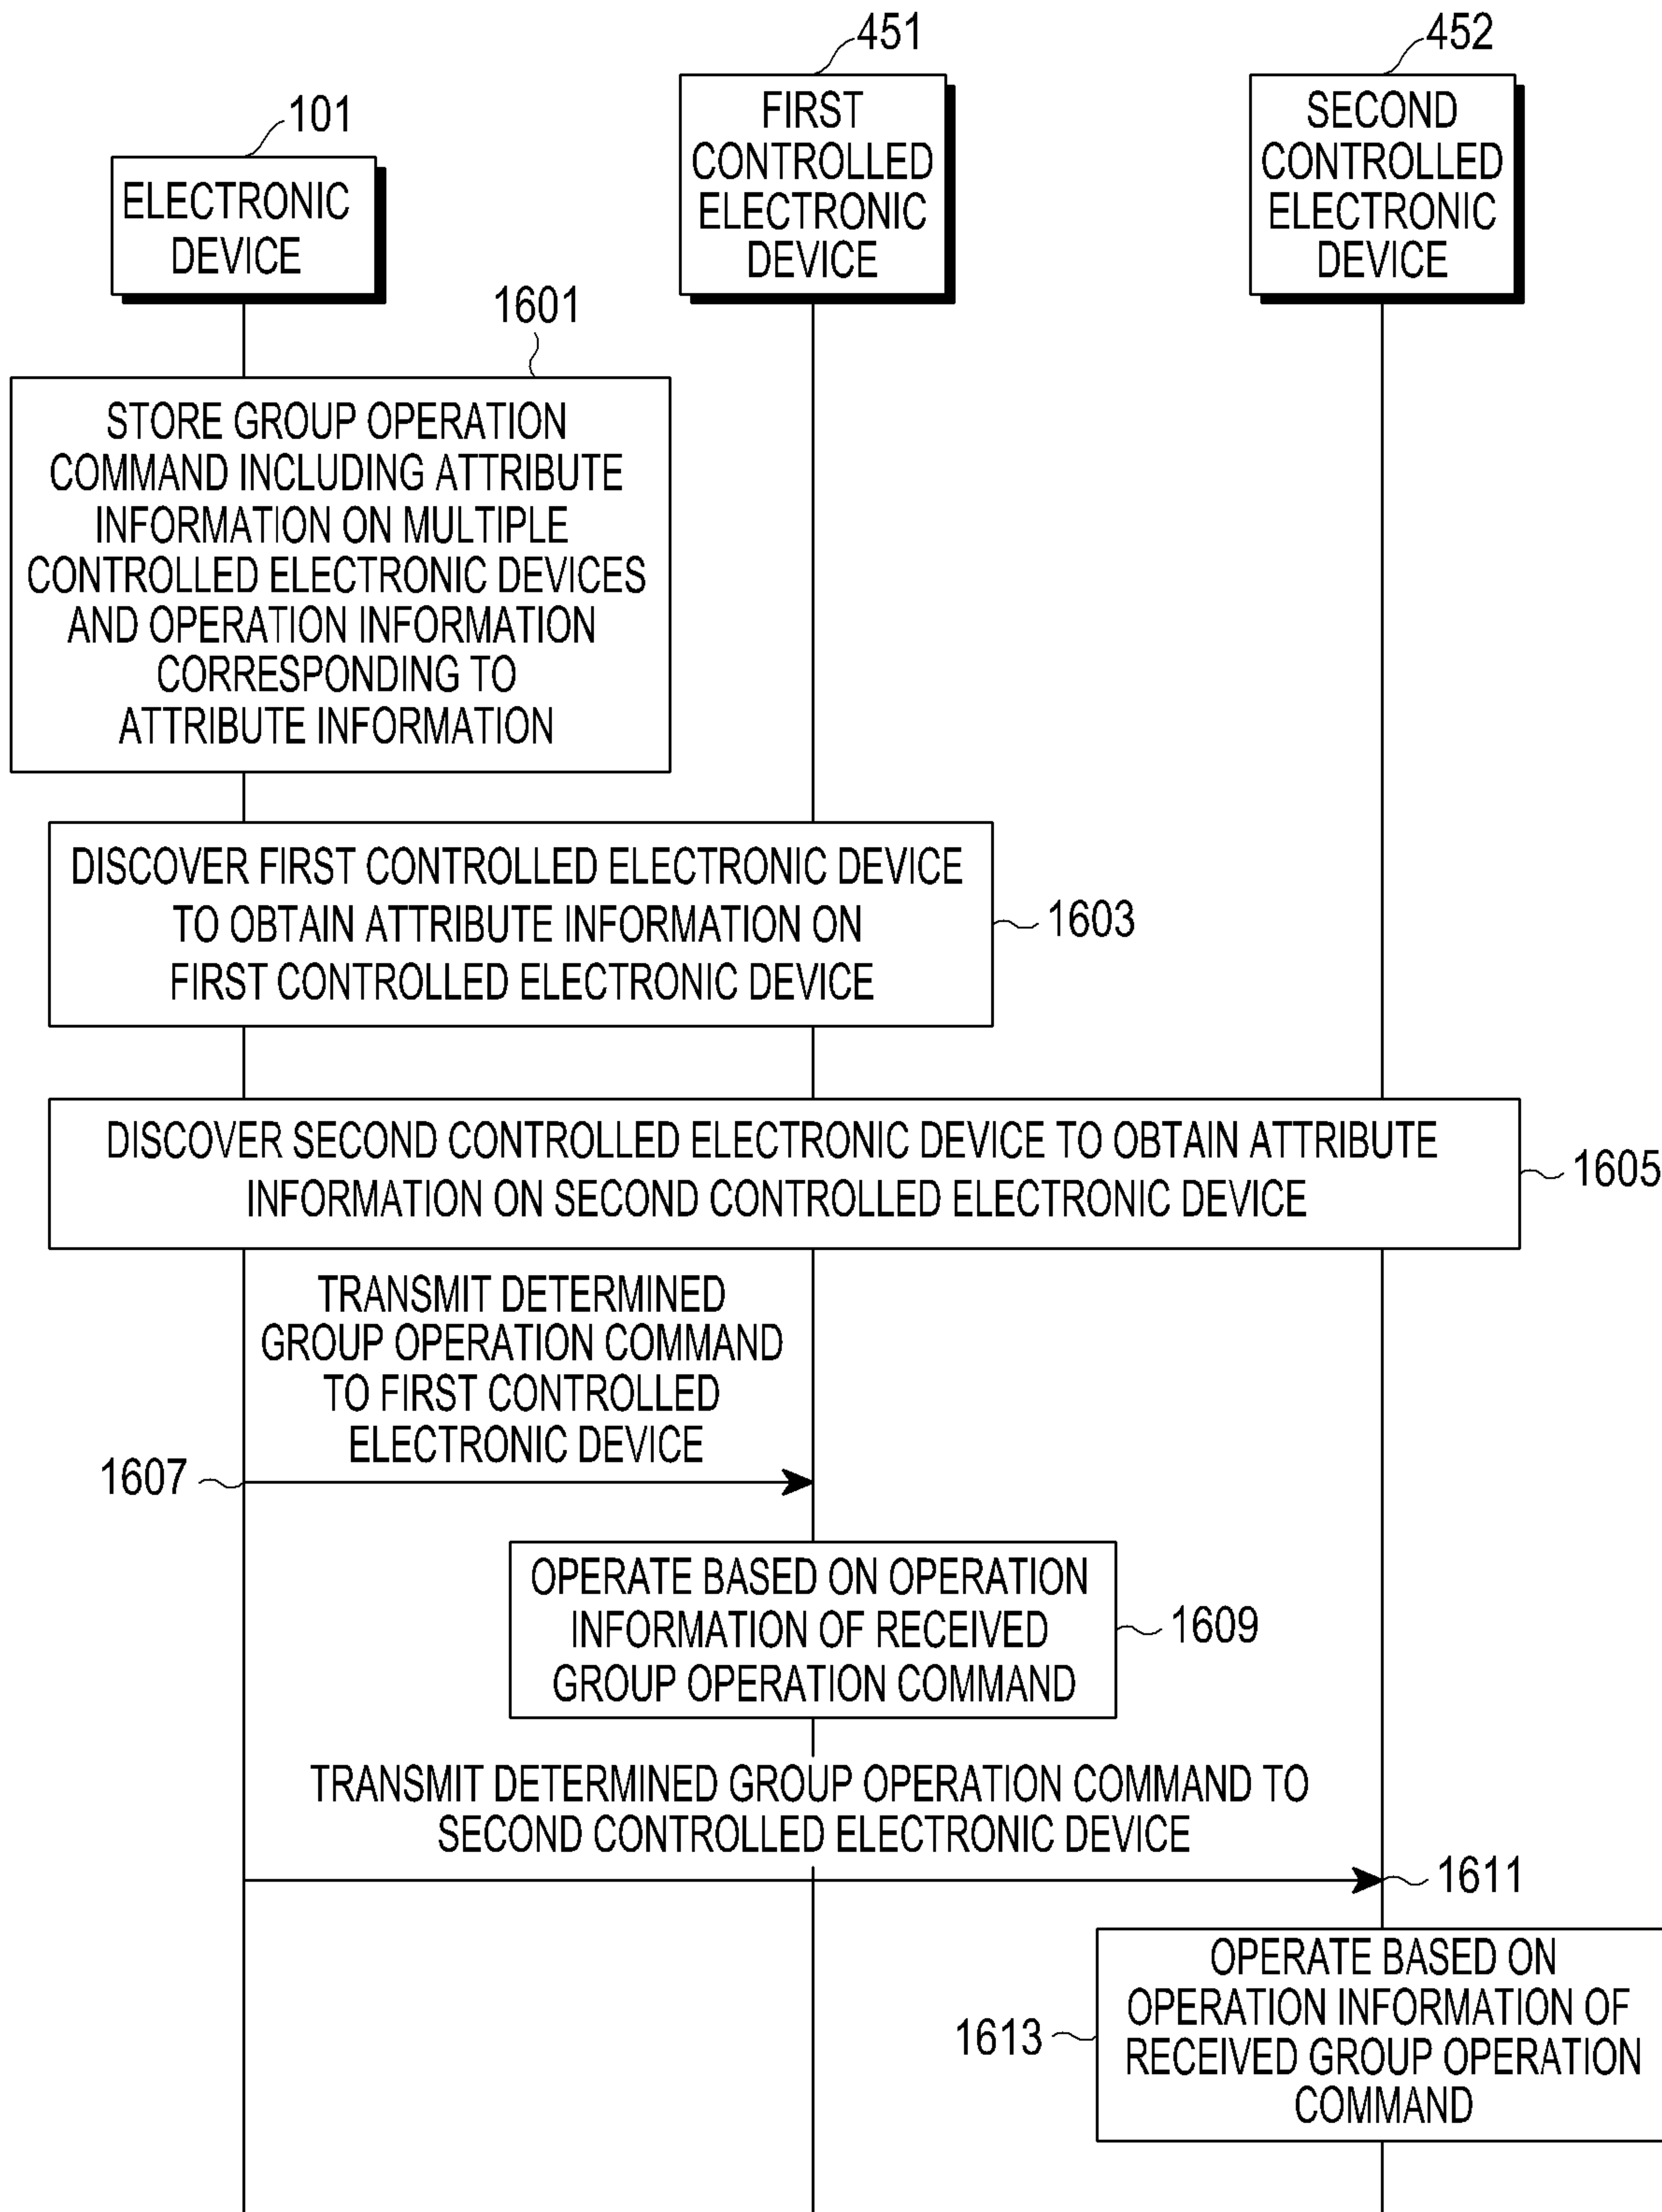 451
452
101
ELECTRONIC
DEVICE
FIRST
CONTROLLED
ELECTRONIC
DEVICE
SECOND
CONTROLLED
ELECTRONIC
DEVICE
1601
STORE GROUP OPERATION
COMMAND INCLUDING ATTRIBUTE
INFORMATION ON MULTIPLE
CONTROLLED ELECTRONIC DEVICES
AND OPERATION INFORMATION
CORRESPONDING TO
ATTRIBUTE INFORMATION
DISCOVER FIRST CONTROLLED ELECTRONIC DEVICE
TO OBTAIN ATTRIBUTE INFORMATION ON
FIRST CONTROLLED ELECTRONIC DEVICE
1603
DISCOVER SECOND CONTROLLED ELECTRONIC DEVICE TO OBTAIN ATTRIBUTE
INFORMATION ON SECOND CONTROLLED ELECTRONIC DEVICE
1605
TRANSMIT DETERMINED
GROUP OPERATION COMMAND
TO FIRST CONTROLLED
ELECTRONIC DEVICE
1607
OPERATE BASED ON OPERATION
INFORMATION OF RECEIVED
GROUP OPERATION COMMAND
1609
TRANSMIT DETERMINED GROUP OPERATION COMMAND TO
SECOND CONTROLLED ELECTRONIC DEVICE
1611
OPERATE BASED ON
OPERATION INFORMATION OF
RECEIVED GROUP OPERATION
COMMAND
1613